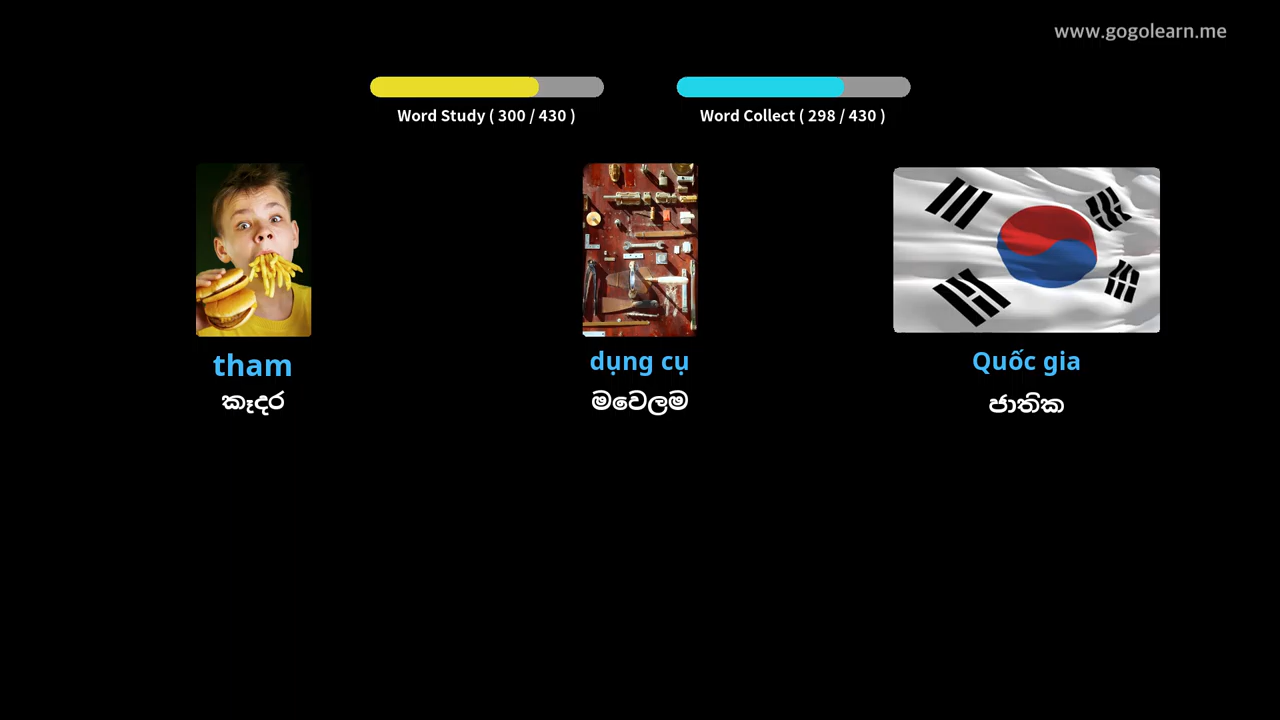 www.gogolearn.me
Word Study ( 300 / 430 )
Word Collect ( 298 / 430 )
tham
dụng cụ
Quốc gia
කෑදර
මවෙලම
ජාතික